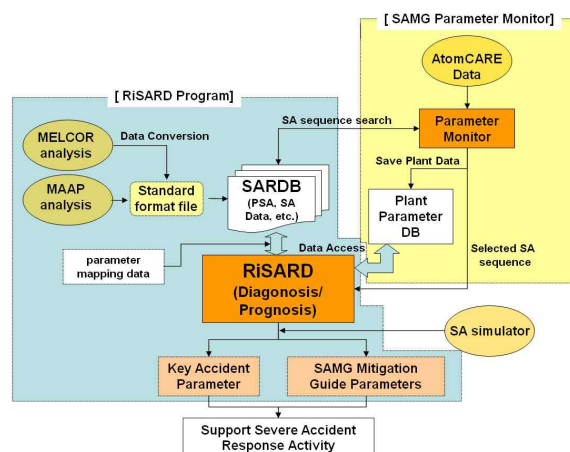 [ SAMG Parameter Monitor]
AtomCARE
Data
[ RiSARD Program]
MELCOR
analysis
Data Conversion
SA sequence search
Parameter
Monitor
Save Plant Data
MAAP
analysis
Standard
format file
SARDB
(PSA, SA
Data, etc.)
Plant
Parameter
DB
parameter
mapping data
Data Access
Selected SA
sequence
RiSARD
(Diagonosis/
Prognosis)
SA simulator
Key Accident
Parameter
SAMG Mitigation
Guide Parameters
Support Severe Accident
Response Activity